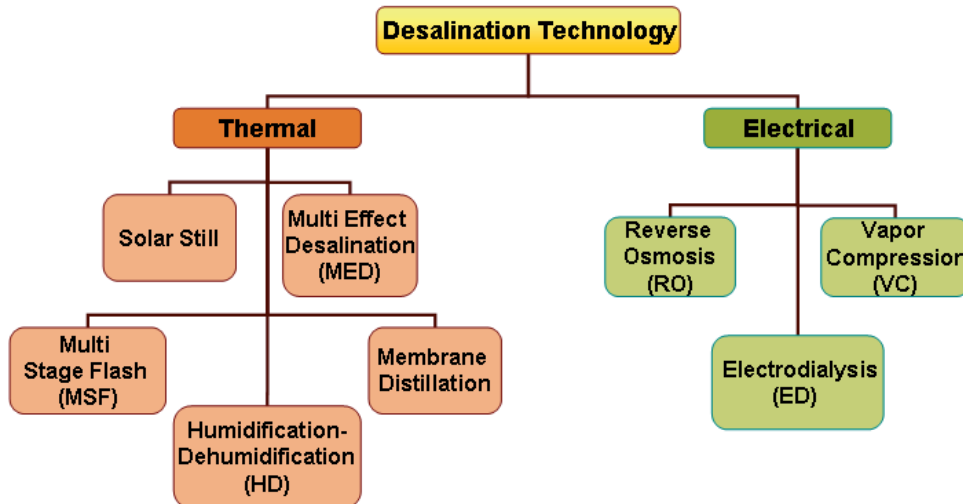 Desalination Technology
Thermal
Electrical
Solar Still
Multi Effect
Desalination
(MED)
Reverse
Osmosis
(RO)
Vapor
Compression
(VC)
Multi
Stage Flash
(MSF)
Humidification-
Dehumidification
(HD)
Membrane
Distillation
Electrodialysis
(ED)